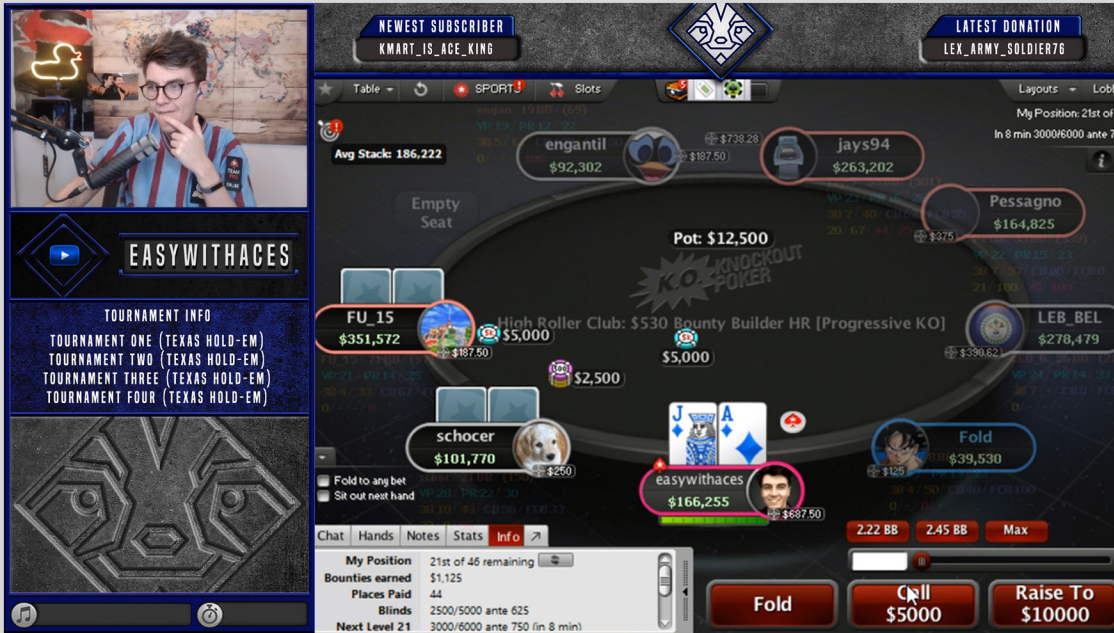 NEWEST SUBSCRIBER
KMART_IS_ACE_KING
LATEST DONATION
LEX_ARMY_SOLDIER76
Table
SPORTS!
Slots
Layouts
Lob
My Position: 21st of
In 8 min 3000/6000 ante 7
Avg Stack: 186,222
engantil
$92,302
$187.50
$738.28
jays94
$263,202
Pessagno
$164,825
$375
Empty
Seat
Pot: $12,500
K.O. KNOCKOUT
POKER
EASYWITHACES
TOURNAMENT INFO
TOURNAMENT ONE (TEXAS HOLD-EM)
TOURNAMENT TWO (TEXAS HOLD-EM)
TOURNAMENT THREE (TEXAS HOLD-EM)
TOURNAMENT FOUR (TEXAS HOLD-EM)
FU_15
$351,572
$187.50
$5,000
High Roller Club: $530 Bounty Builder HR [Progressive KO]
$5,000
$2,500
LEB_BEL
$278,479
$390.62
schocer
$101,770
$250
J
A
easywithaces
$166,255
$687.50
Fold
$39,530
$125
Fold to any bet
Sit out next hand
2.22 BB
2.45 BB
Max
Chat
Hands
Notes
Stats
Info
My Position 21st of 46 remaining
Bounties earned $1,125
Places Paid 44
Blinds 2500/5000 ante 625
Next Level 21 3000/6000 ante 750 (in 8 min)
Fold
Call
$5000
Raise To
$10000